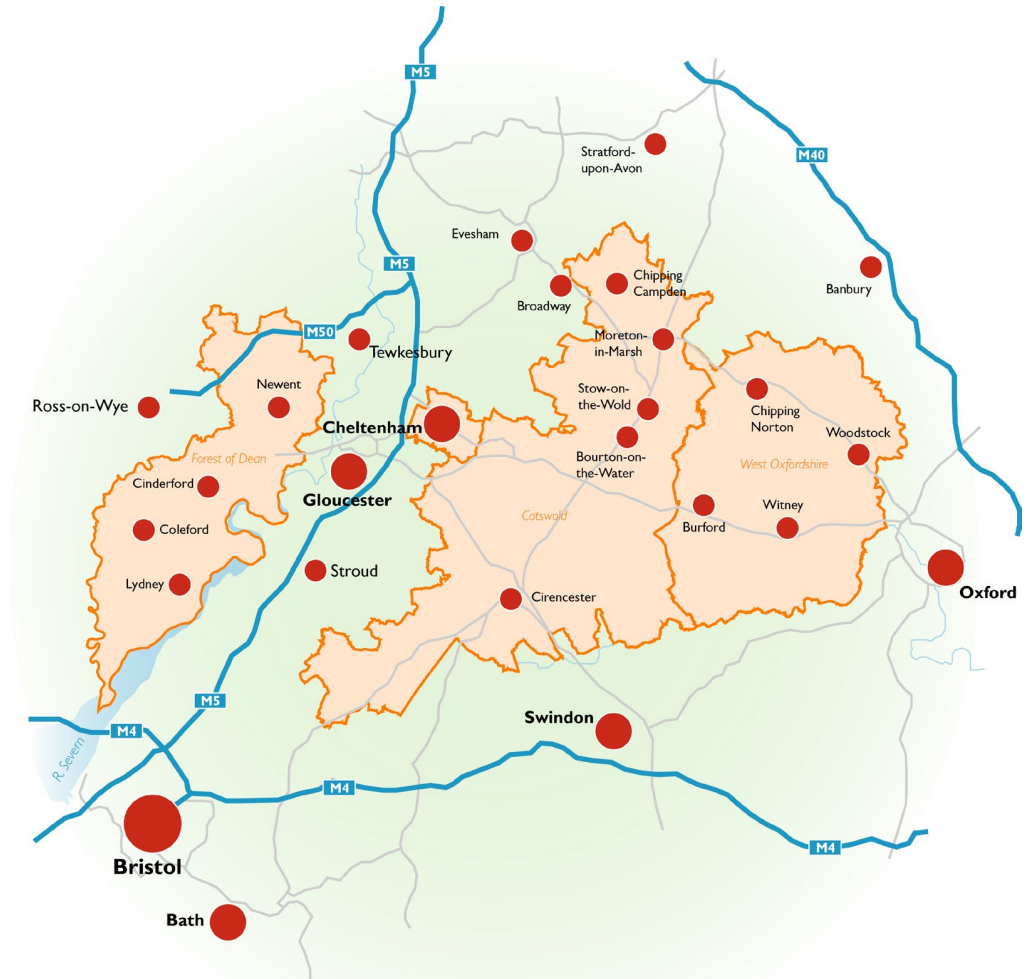 M5
M40
Stratford-
upon-Avon
Evesham
M5
Chipping
Campden
Banbury
Broadway
M50
Tewkesbury
Moreton-
in-Marsh
Newent
Ross-on-Wye
Stow-on-
the-Wold
Chipping
Norton
Cheltenham
Woodstock
Forest of Dean
Bourton-on-
the-Water
West Oxfordshire
Cinderford
Gloucester
Cotswold
Burford
Witney
Coleford
Stroud
Lydney
Cirencester
Oxford
M5
Swindon
M4
R. Severn
M4
M4
Bristol
Bath